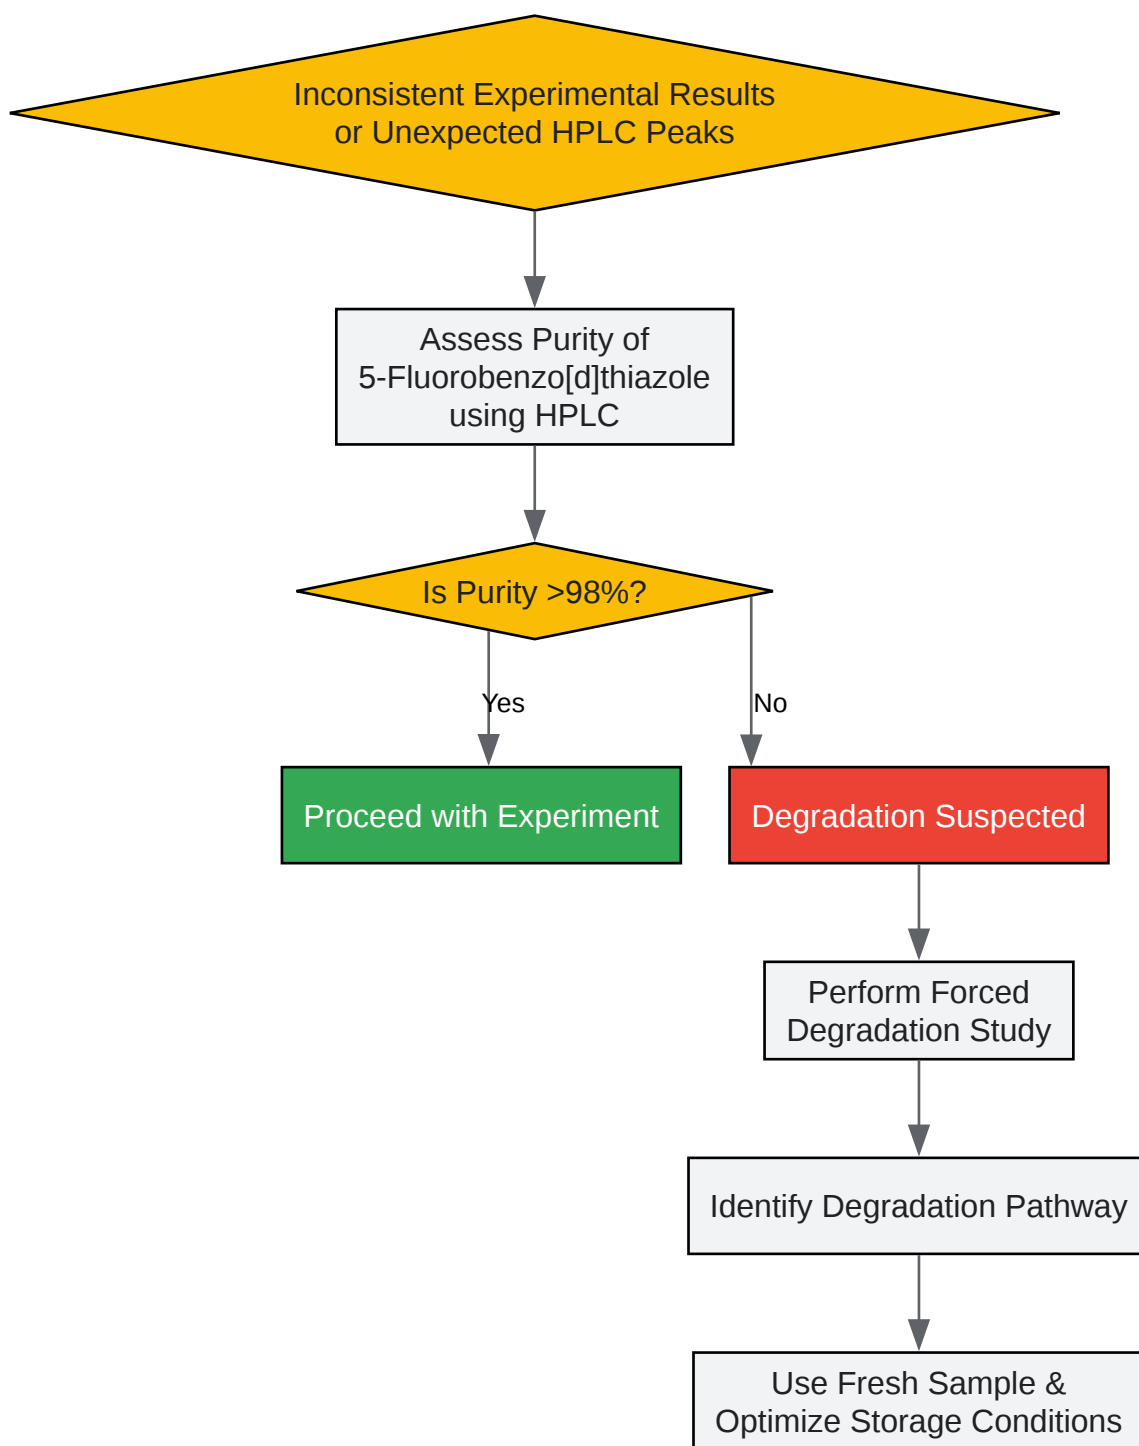 Inconsistent Experimental Results
or Unexpected HPLC Peaks
Assess Purity of
5-Fluorobenzo[d]thiazole
using HPLC
Is Purity >98%?
Yes
No
Proceed with Experiment
Degradation Suspected
Perform Forced
Degradation Study
Identify Degradation Pathway
Use Fresh Sample &
Optimize Storage Conditions